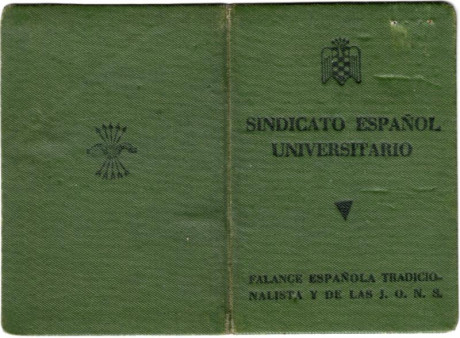 SINDICATO ESPAÑOL
UNIVERSITARIO
FALANGE ESPAÑOLA TRADICIO-
NALISTA Y DE LAS J. O. N. S.